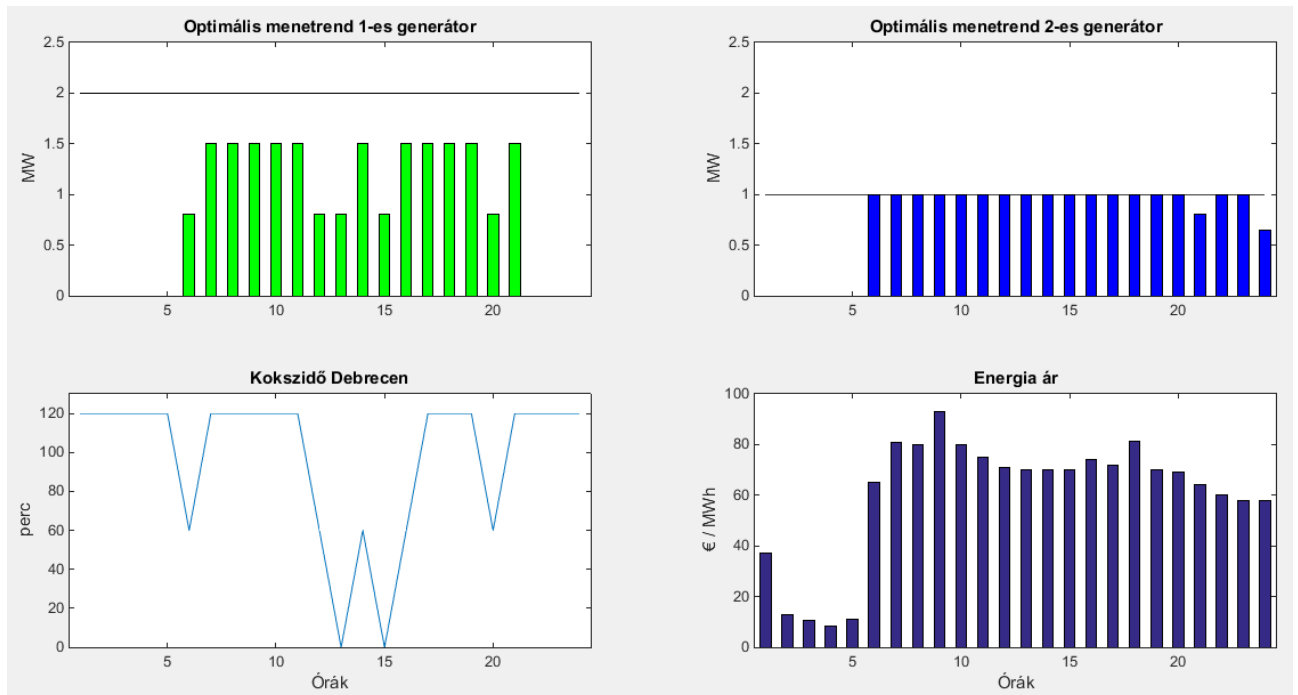 Optimális menetrend 1-es generátor
2.5
2
1.5
1
0.5
0
MW
5 10 15 20
Optimális menetrend 2-es generátor
2.5
2
1.5
1
0.5
0
MW
5 10 15 20
Kokszidő Debrecen
120
100
80
60
40
20
0
perc
5 10 15 20
Órák
Energia ár
100
80
60
40
20
0
€ / MWh
5 10 15 20
Órák